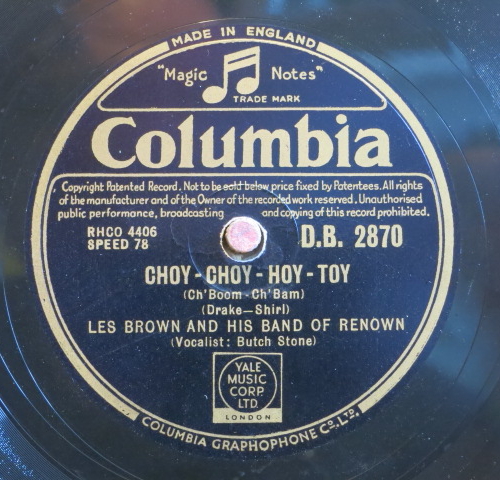 MADE IN ENGLAND
"Magic Notes"
TRADE MARK
Columbia
Copyright Patented Record. Not to be sold below price fixed by Patentees. All rights
of the manufacturer and of the Owner of the recorded work reserved. Unauthorised
public performance, broadcasting and copying of this record prohibited.
RHCO 4406
SPEED 78
D.B. 2870
CHOY-CHOY-HOY-TOY
(Ch'Boom-Ch'Bam)
(Drake—Shirl)
LES BROWN AND HIS BAND OF RENOWN
(Vocalist: Butch Stone)
YALE
MUSIC
CORP.
LTD.
LONDON
COLUMBIA GRAPHOPHONE CO. LTD.